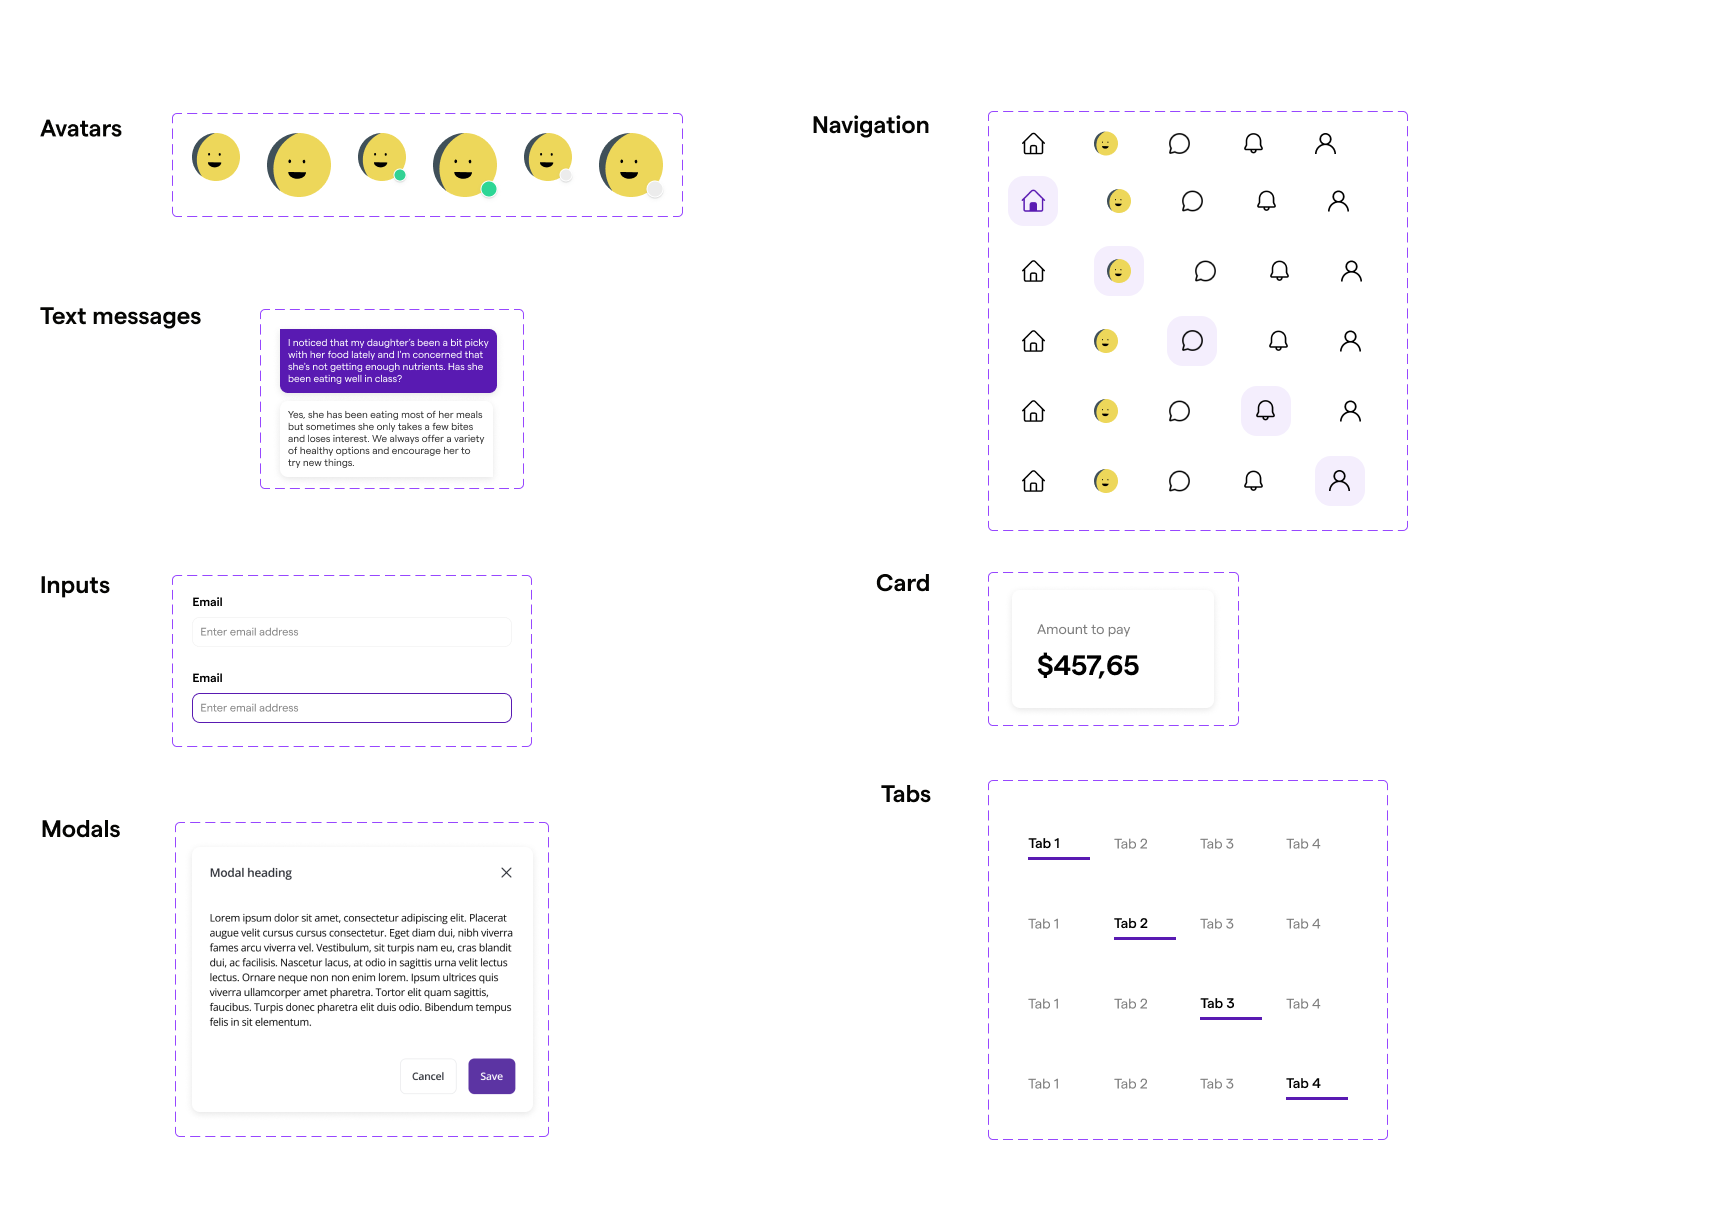 Avatars
Text messages
I noticed that my daughter's been a bit picky
with her food lately and I'm concerned that
she's not getting enough nutrients. Has she
been eating well in class?
Yes, she has been eating most of her meals
but sometimes she only takes a few bites
and loses interest. We always offer a variety
of healthy options and encourage her to
try new things.
Inputs
Email
Enter email address
Email
Enter email address
Modals
Modal heading
Lorem ipsum dolor sit amet, consectetur adipiscing elit. Placerat
augue velit cursus cursus consectetur. Eget diam dui, nibh viverra
fames arcu viverra vel. Vestibulum, sit turpis nam eu, cras blandit
dui, ac facilisis. Nascetur lacus, at odio in sagittis urna velit lectus
lectus. Ornare neque non non enim lorem. Ipsum ultrices quis
viverra ullamcorper amet pharetra. Tortor elit quam sagittis,
faucibus. Turpis donec pharetra elit duis odio. Bibendum tempus
felis in sit elementum.
Cancel Save
Navigation
Card
Amount to pay
$457,65
Tabs
Tab 1 Tab 2 Tab 3 Tab 4
Tab 1 Tab 2 Tab 3 Tab 4
Tab 1 Tab 2 Tab 3 Tab 4
Tab 1 Tab 2 Tab 3 Tab 4